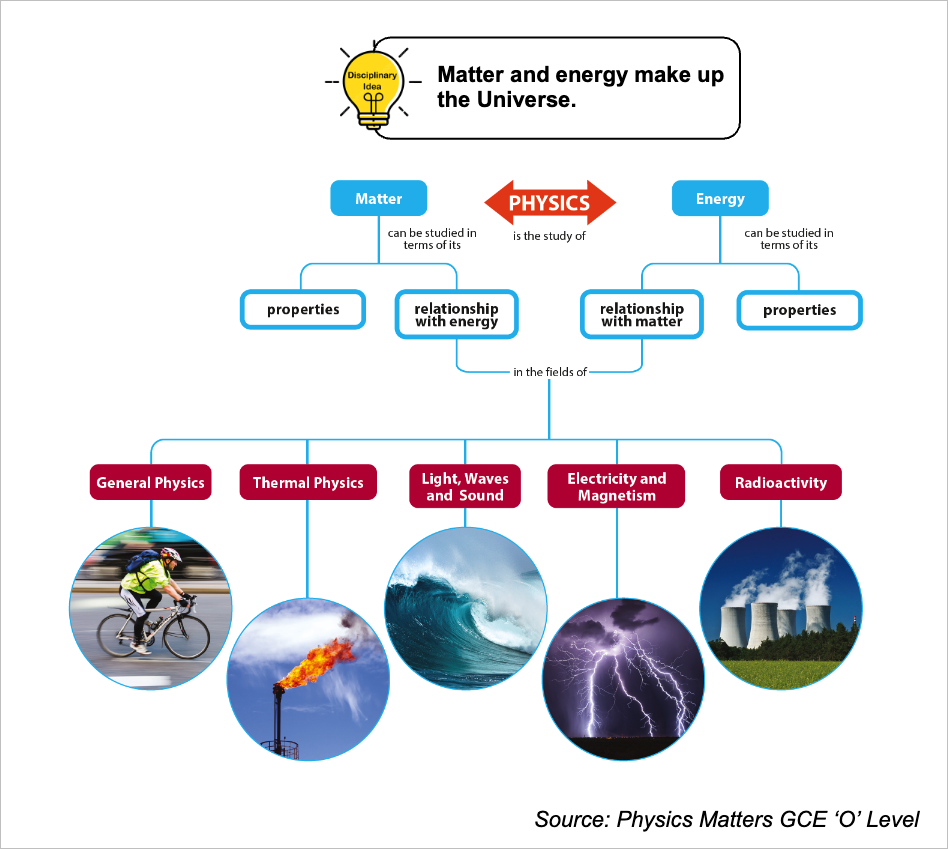 Disciplinary
Idea
Matter and energy make up
the Universe.
Matter
PHYSICS
Energy
can be studied in
terms of its
is the study of
can be studied in
terms of its
properties
relationship
with energy
relationship
with matter
properties
in the fields of
General Physics
Thermal Physics
Light, Waves
and Sound
Electricity and
Magnetism
Radioactivity
Source: Physics Matters GCE ‘O’ Level